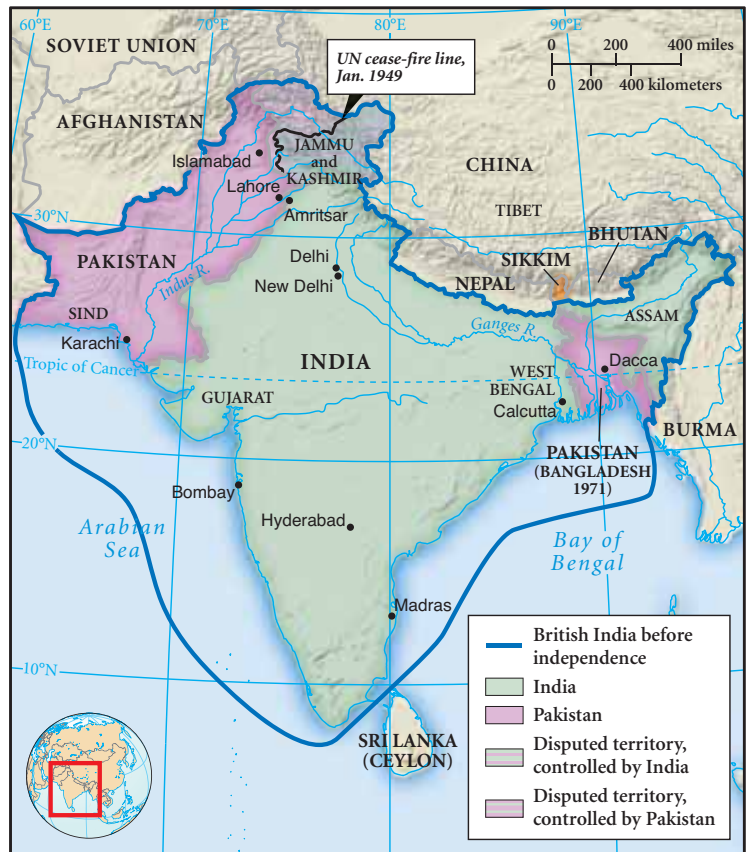 60°E
70°E
80°E
90°E
SOVIET UNION
UN cease-fire line,
Jan. 1949
0 200 400 miles
0 200 400 kilometers
AFGHANISTAN
Islamabad
JAMMU
and
KASHMIR
CHINA
Lahore
Amritsar
TIBET
30°N
BHUTAN
PAKISTAN
Delhi
New Delhi
SIKKIM
NEPAL
Indus R.
SIND
Ganges R.
ASSAM
Karachi
Tropic of Cancer
INDIA
Dacca
WEST
BENGAL
GUJARAT
Calcutta
BURMA
20°N
PAKISTAN
(BANGLADESH
1971)
Bombay
Hyderabad
Arabian
Sea
Bay of
Bengal
Madras
10°N
SRI LANKA
(CEYLON)
British India before
independence
India
Pakistan
Disputed territory,
controlled by India
Disputed territory,
controlled by Pakistan